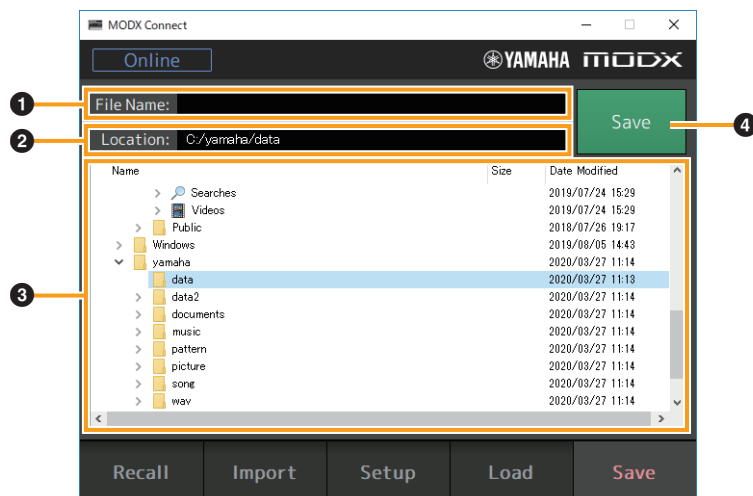 MODX Connect
Online YAMAHA MODX
1 File Name: Save 4
2 Location: C:/yamaha/data
Name Size Date Modified
Searches 2019/07/24 15:29
Videos 2019/07/24 15:29
Public 2018/07/26 19:17
Windows 2019/08/05 14:43
yamaha 2020/03/27 11:14
3 data 2020/03/27 11:13
data2 2020/03/27 11:14
documents 2020/03/27 11:14
music 2020/03/27 11:14
pattern 2020/03/27 11:14
picture 2020/03/27 11:14
song 2020/03/27 11:14
wav 2020/03/27 11:14
Recall Import Setup Load Save